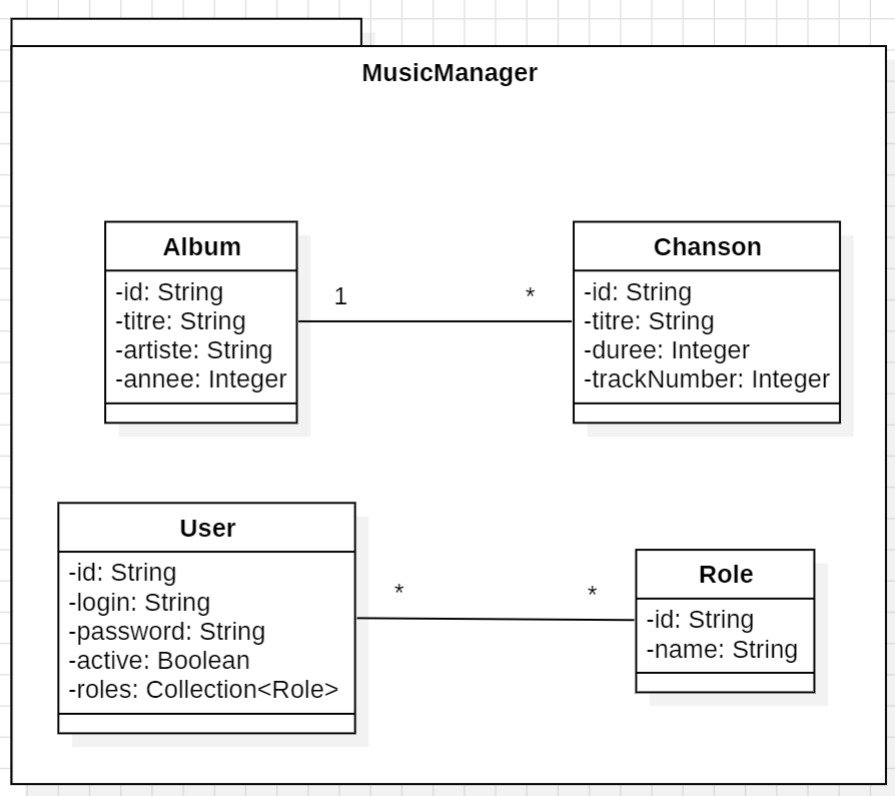 MusicManager
Album
-id: String
-titre: String
-artiste: String
-annee: Integer
1
*
Chanson
-id: String
-titre: String
-duree: Integer
-trackNumber: Integer
User
-id: String
-login: String
-password: String
-active: Boolean
-roles: Collection<Role>
*
*
Role
-id: String
-name: String